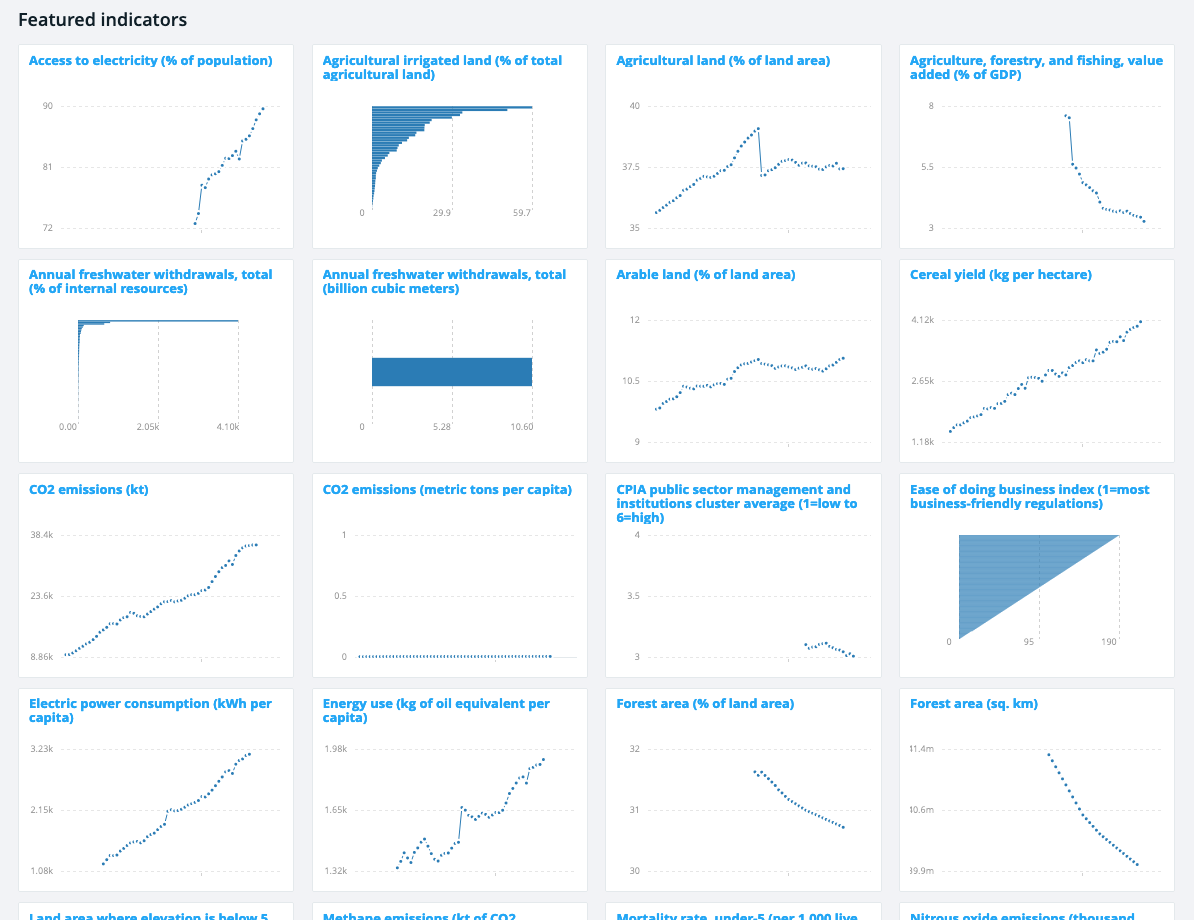 Featured indicators
Access to electricity (% of population)
90
81
72
Agricultural irrigated land (% of total
agricultural land)
0
29.9
59.7
Agricultural land (% of land area)
40
37.5
35
Agriculture, forestry, and fishing, value
added (% of GDP)
8
5.5
3
Annual freshwater withdrawals, total
(% of internal resources)
0.00
2.05k
4.10k
Annual freshwater withdrawals, total
(billion cubic meters)
0
5.28
10.60
Arable land (% of land area)
12
10.5
9
Cereal yield (kg per hectare)
4.12k
2.65k
1.18k
CO2 emissions (kt)
38.4k
23.6k
8.86k
CO2 emissions (metric tons per capita)
1
0.5
0
CPIA public sector management and
institutions cluster average (1=low to
6=high)
4
3.5
3
Ease of doing business index (1=most
business-friendly regulations)
0
95
190
Electric power consumption (kWh per
capita)
3.23k
2.15k
1.08k
Energy use (kg of oil equivalent per
capita)
1.98k
1.65k
1.32k
Forest area (% of land area)
32
31
30
Forest area (sq. km)
41.4m
40.6m
39.9m
Land area where elevation is below 5
Methane emissions (kt of CO2
Mortality rate, under-5 (per 1,000 live
Nitrous oxide emissions (thousand